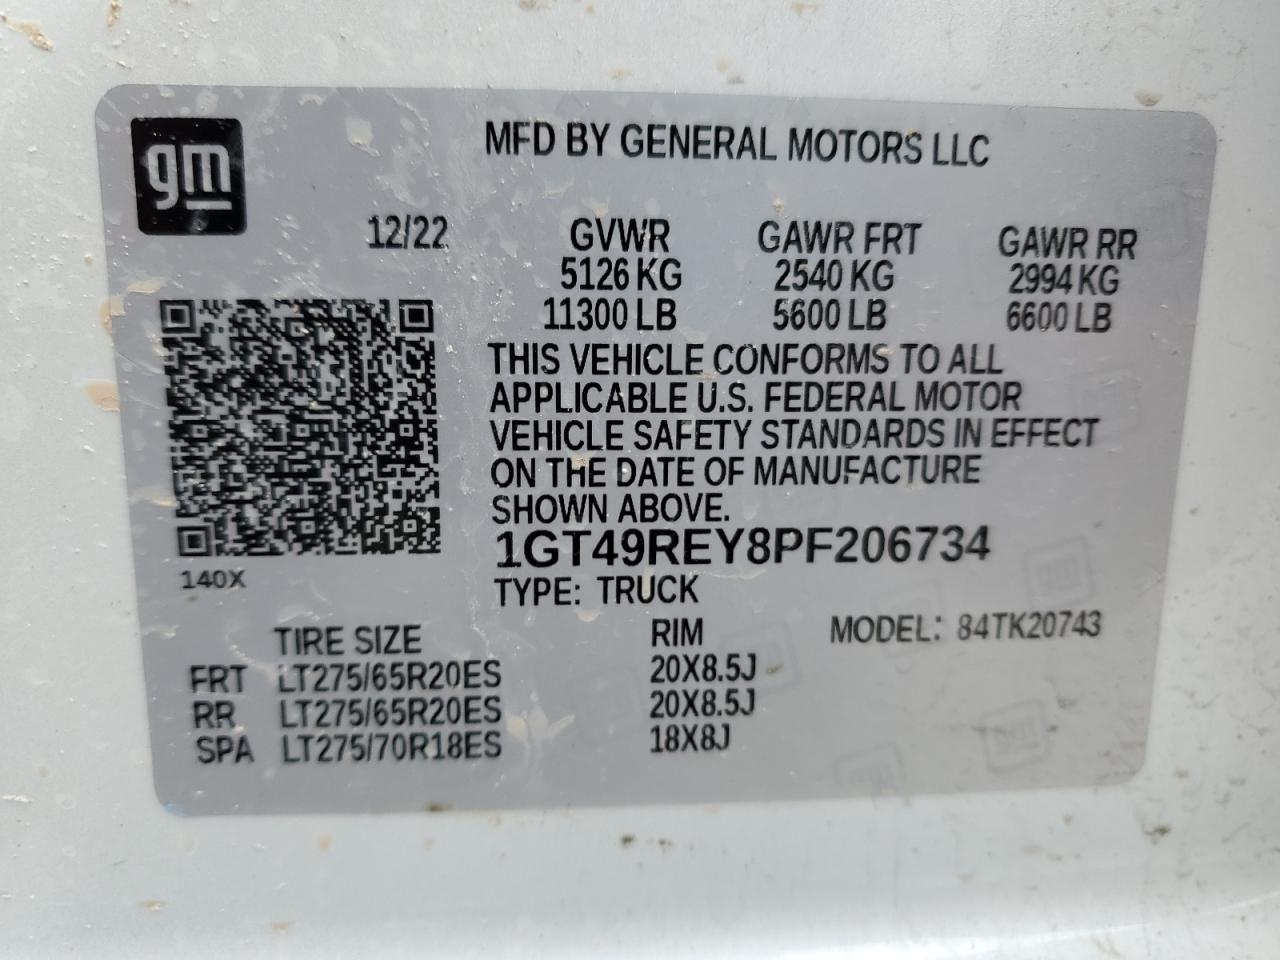 gm
MFD BY GENERAL MOTORS LLC
12/22 GVWR GAWR FRT GAWR RR
5126 KG 2540 KG 2994 KG
11300 LB 5600 LB 6600 LB
THIS VEHICLE CONFORMS TO ALL
APPLICABLE U.S. FEDERAL MOTOR
VEHICLE SAFETY STANDARDS IN EFFECT
ON THE DATE OF MANUFACTURE
SHOWN ABOVE.
1GT49REY8PF206734
140X
TYPE: TRUCK
TIRE SIZE RIM MODEL: 84TK20743
FRT LT275/65R20ES 20X8.5J
RR LT275/65R20ES 20X8.5J
SPA LT275/70R18ES 18X8J